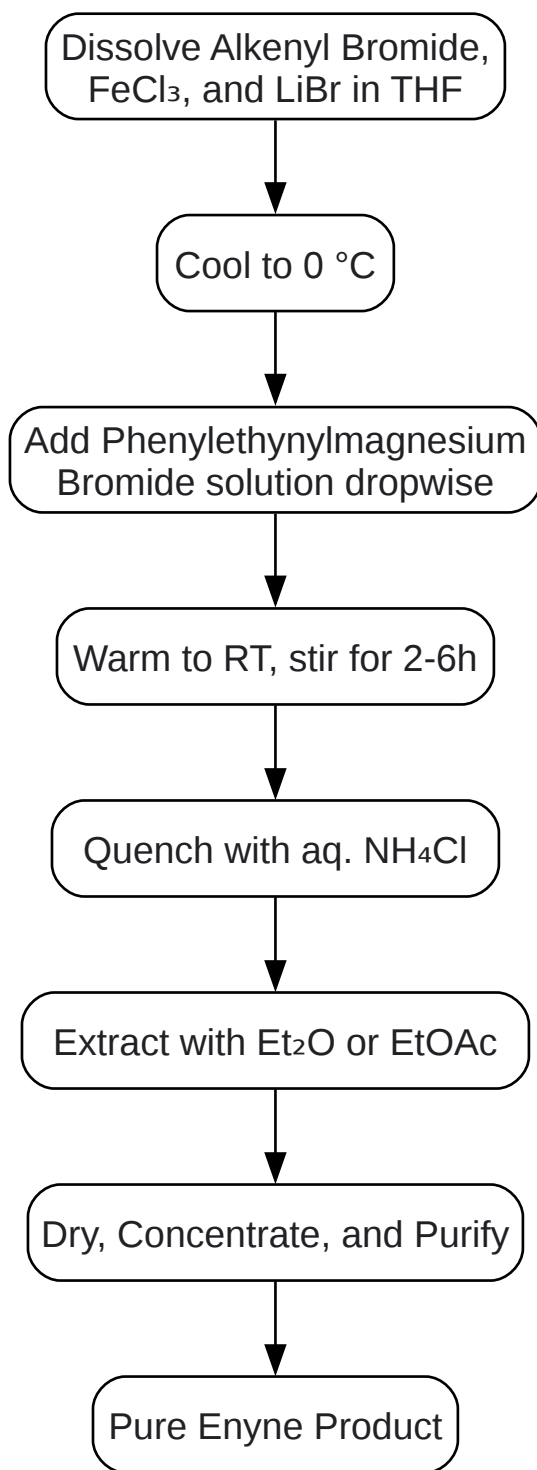 Dissolve Alkenyl Bromide,
FeCl₃, and LiBr in THF
Cool to 0 °C
Add Phenylethynylmagnesium
Bromide solution dropwise
Warm to RT, stir for 2-6h
Quench with aq. NH₄Cl
Extract with Et₂O or EtOAc
Dry, Concentrate, and Purify
Pure Enyne Product